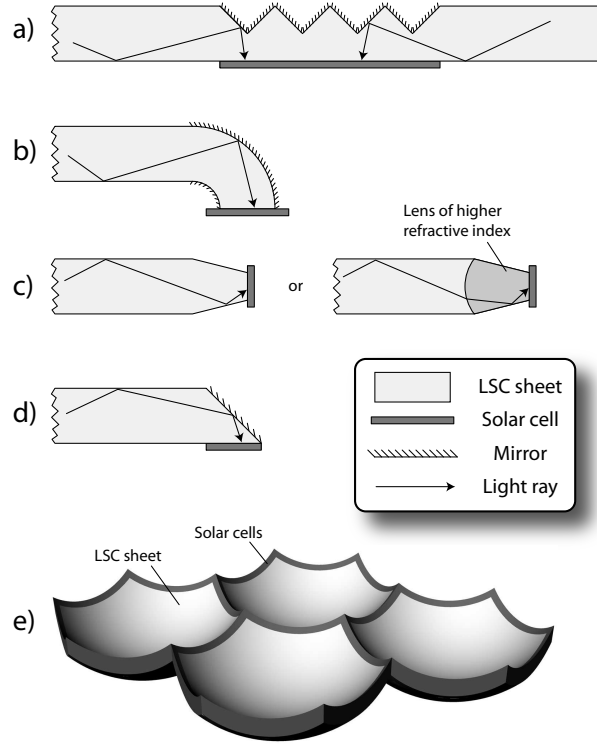 a)
b)
Lens of higher
refractive index
c)
or
d)
LSC sheet
Solar cell
Mirror
Light ray
Solar cells
LSC sheet
e)